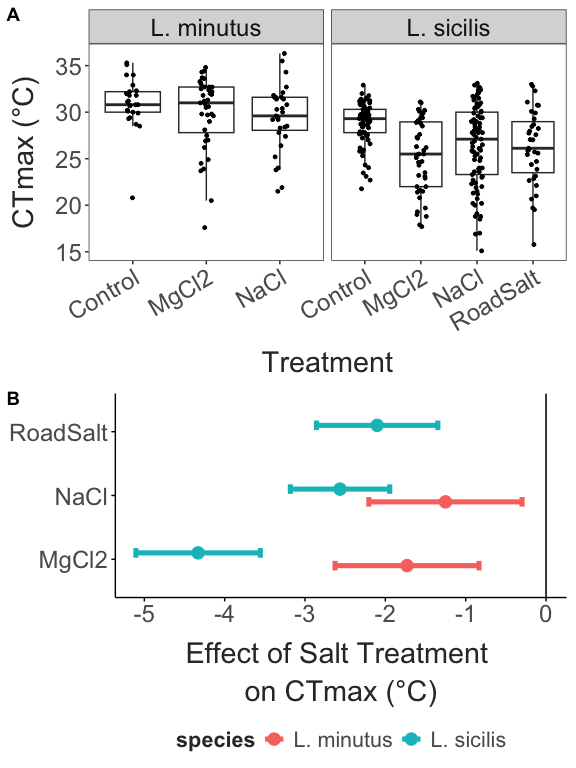 A
L. minutus
L. sicilis
CTmax (°C)
35
30
25
20
15
Control
MgCl2
NaCl
Control
MgCl2
NaCl
RoadSalt
Treatment
B
RoadSalt
NaCl
MgCl2
-5
-4
-3
-2
-1
0
Effect of Salt Treatment
on CTmax (°C)
species L. minutus L. sicilis